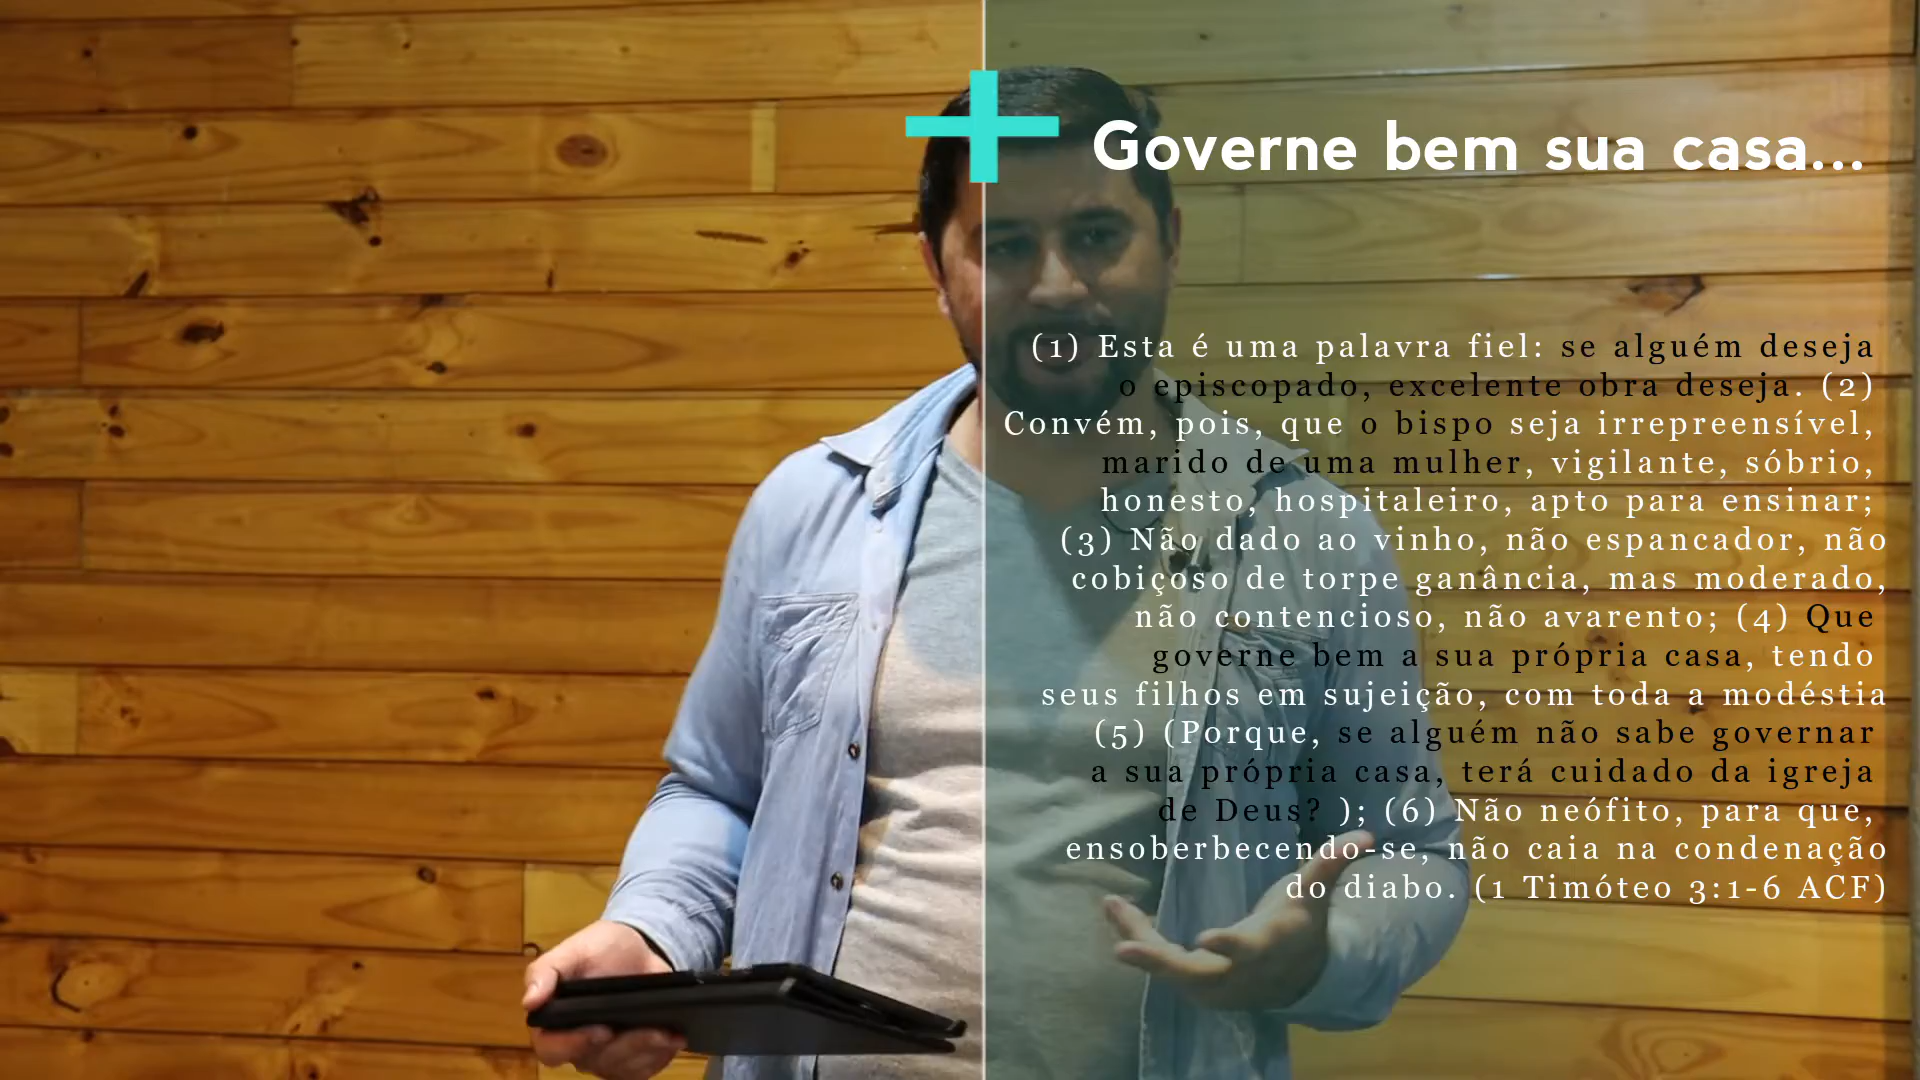 Governe bem sua casa...
(1) Esta é uma palavra fiel: se alguém deseja
o episcopado, excelente obra deseja. (2)
Convém, pois, que o bispo seja irrepreensível,
marido de uma mulher, vigilante, sóbrio,
honesto, hospitaleiro, apto para ensinar;
(3) Não dado ao vinho, não espancador, não
cobiçoso de torpe ganância, mas moderado,
não contencioso, não avarento; (4) Que
governe bem a sua própria casa, tendo
seus filhos em sujeição, com toda a modéstia
(5) (Porque, se alguém não sabe governar
a sua própria casa, terá cuidado da igreja
de Deus? ); (6) Não neófito, para que,
ensoberbecendo-se, não caia na condenação
do diabo. (1 Timóteo 3:1-6 ACF)